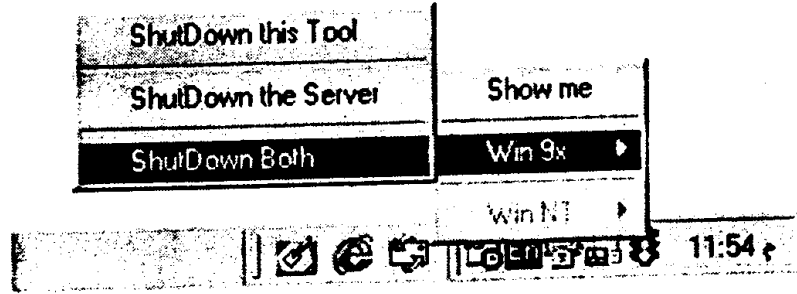 ShutDown this Tool
ShutDown the Server
ShutDown Both
Show me
Win 9x
Win NT
11:54 م